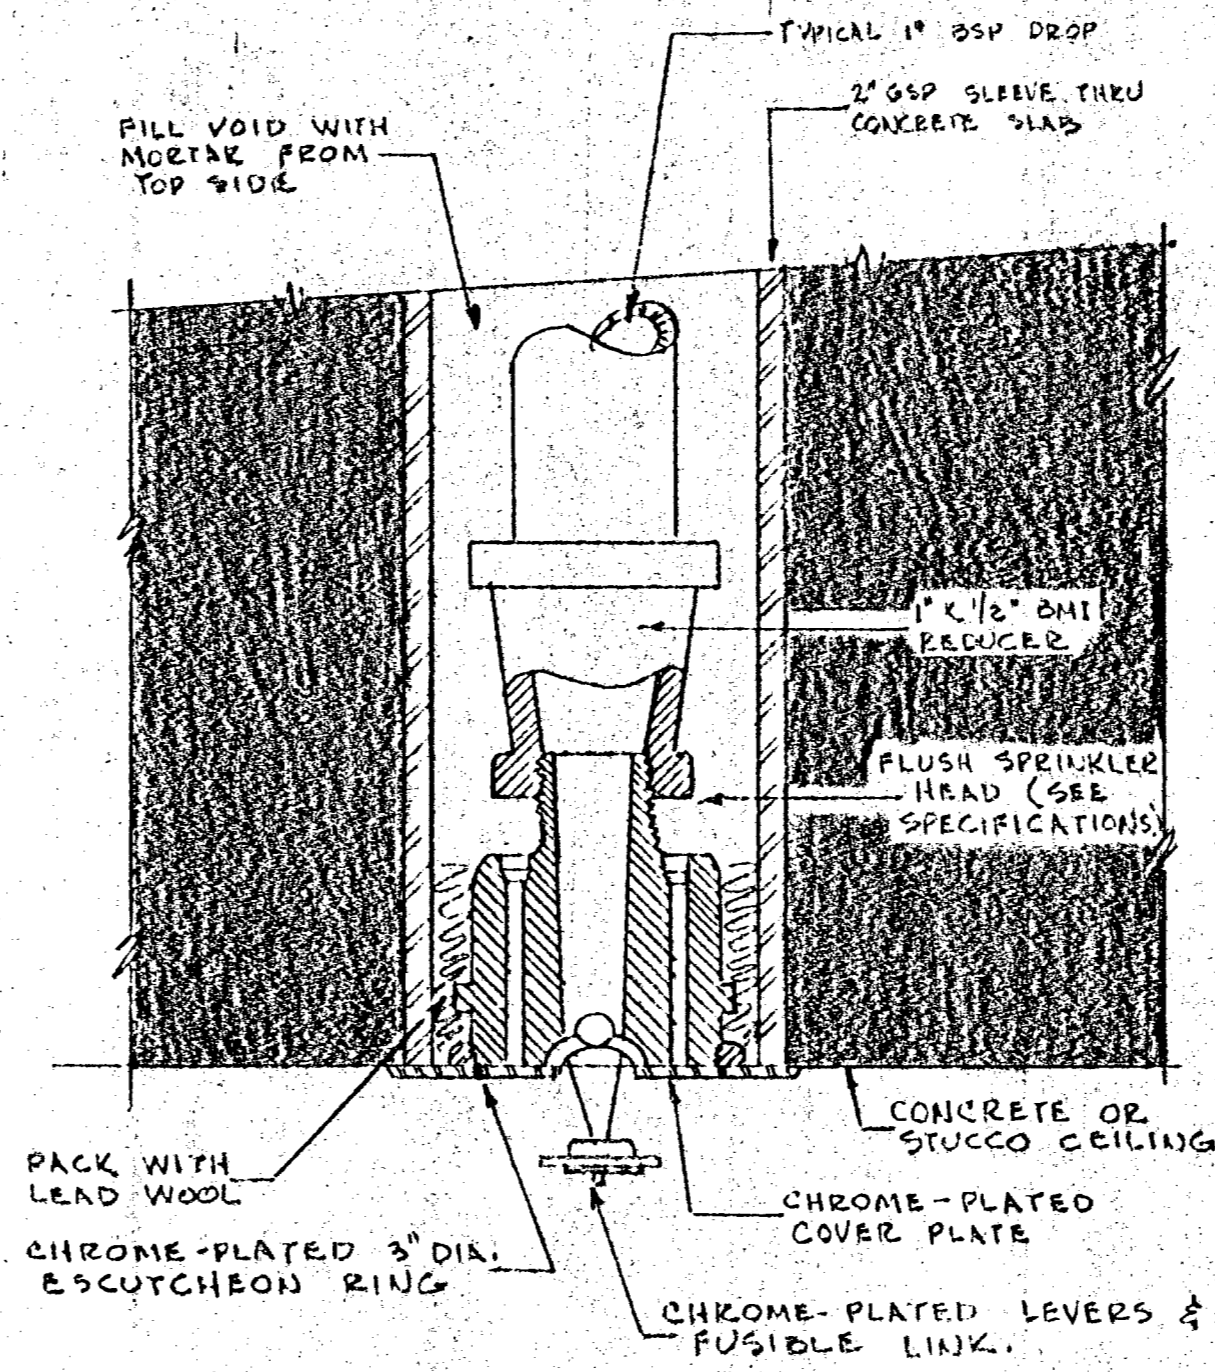 TYPICAL 1" BSP DROP
2" GSP SLEEVE THRU
CONCRETE SLAB
FILL VOID WITH
MORTAR FROM
TOP SIDE
1" X 1/2" BMI
REDUCER
FLUSH SPRINKLER
HEAD (SEE
SPECIFICATIONS)
CONCRETE OR
STUCCO CEILING
PACK WITH
LEAD WOOL
CHROME-PLATED
COVER PLATE
CHROME-PLATED 3" DIA.
ESCUTCHEON RING
CHROME-PLATED LEVERS &
FUSIBLE LINK.